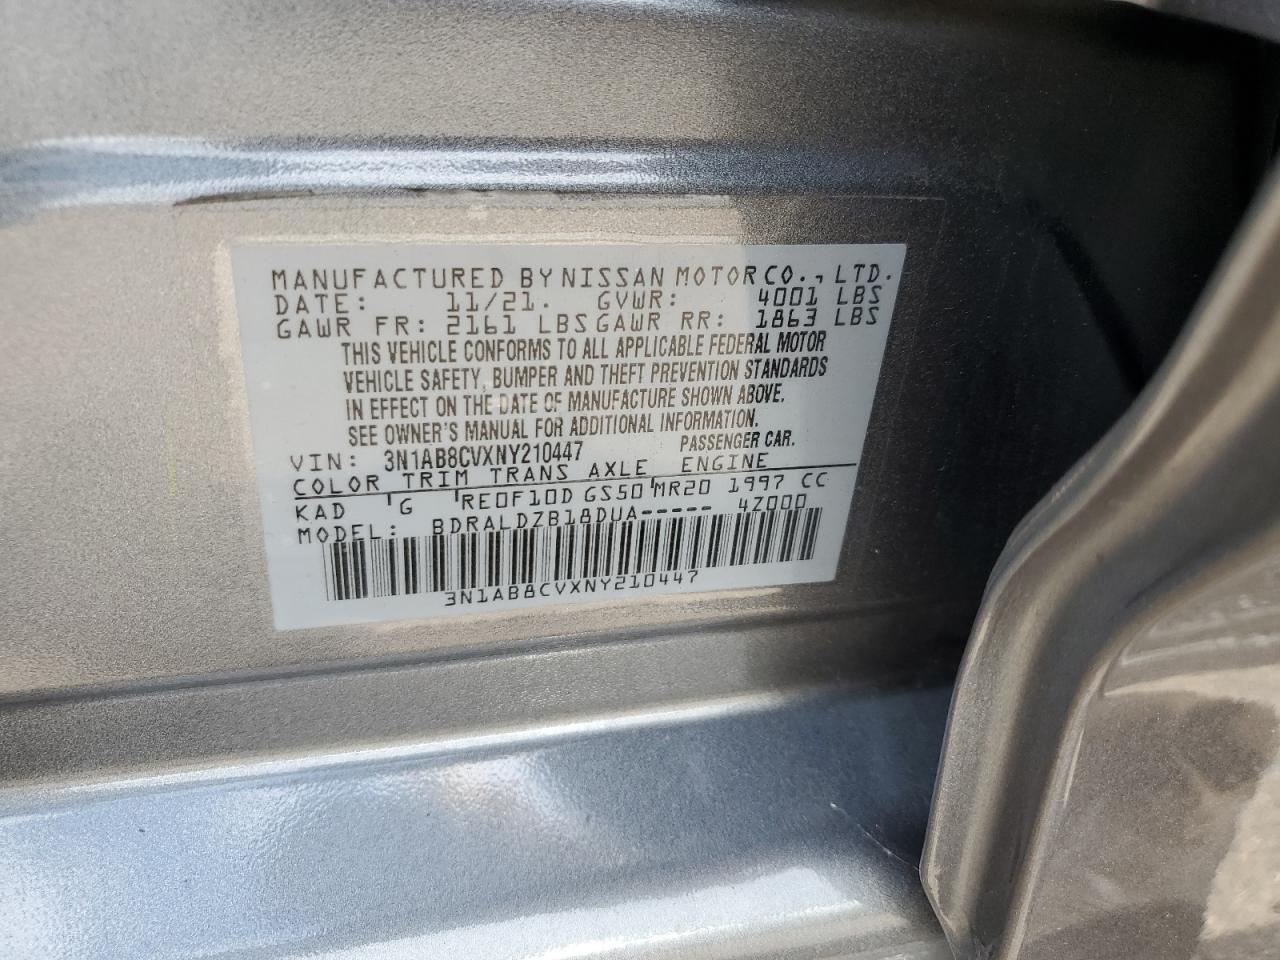 MANUFACTURED BY NISSAN MOTOR CO., LTD.
DATE: 11/21. GVWR: 4001 LBS
GAWR FR: 2161 LBS GAWR RR: 1863 LBS
THIS VEHICLE CONFORMS TO ALL APPLICABLE FEDERAL MOTOR
VEHICLE SAFETY, BUMPER AND THEFT PREVENTION STANDARDS
IN EFFECT ON THE DATE OF MANUFACTURE SHOWN ABOVE.
SEE OWNER'S MANUAL FOR ADDITIONAL INFORMATION.
VIN: 3N1AB8CVXNY210447 PASSENGER CAR.
COLOR TRIM TRANS AXLE ENGINE
KAD G RE0F10D GS50 MR20 1997 CC
MODEL: BDRALDZB18DUA----- 4Z000
3N1AB8CVXNY210447